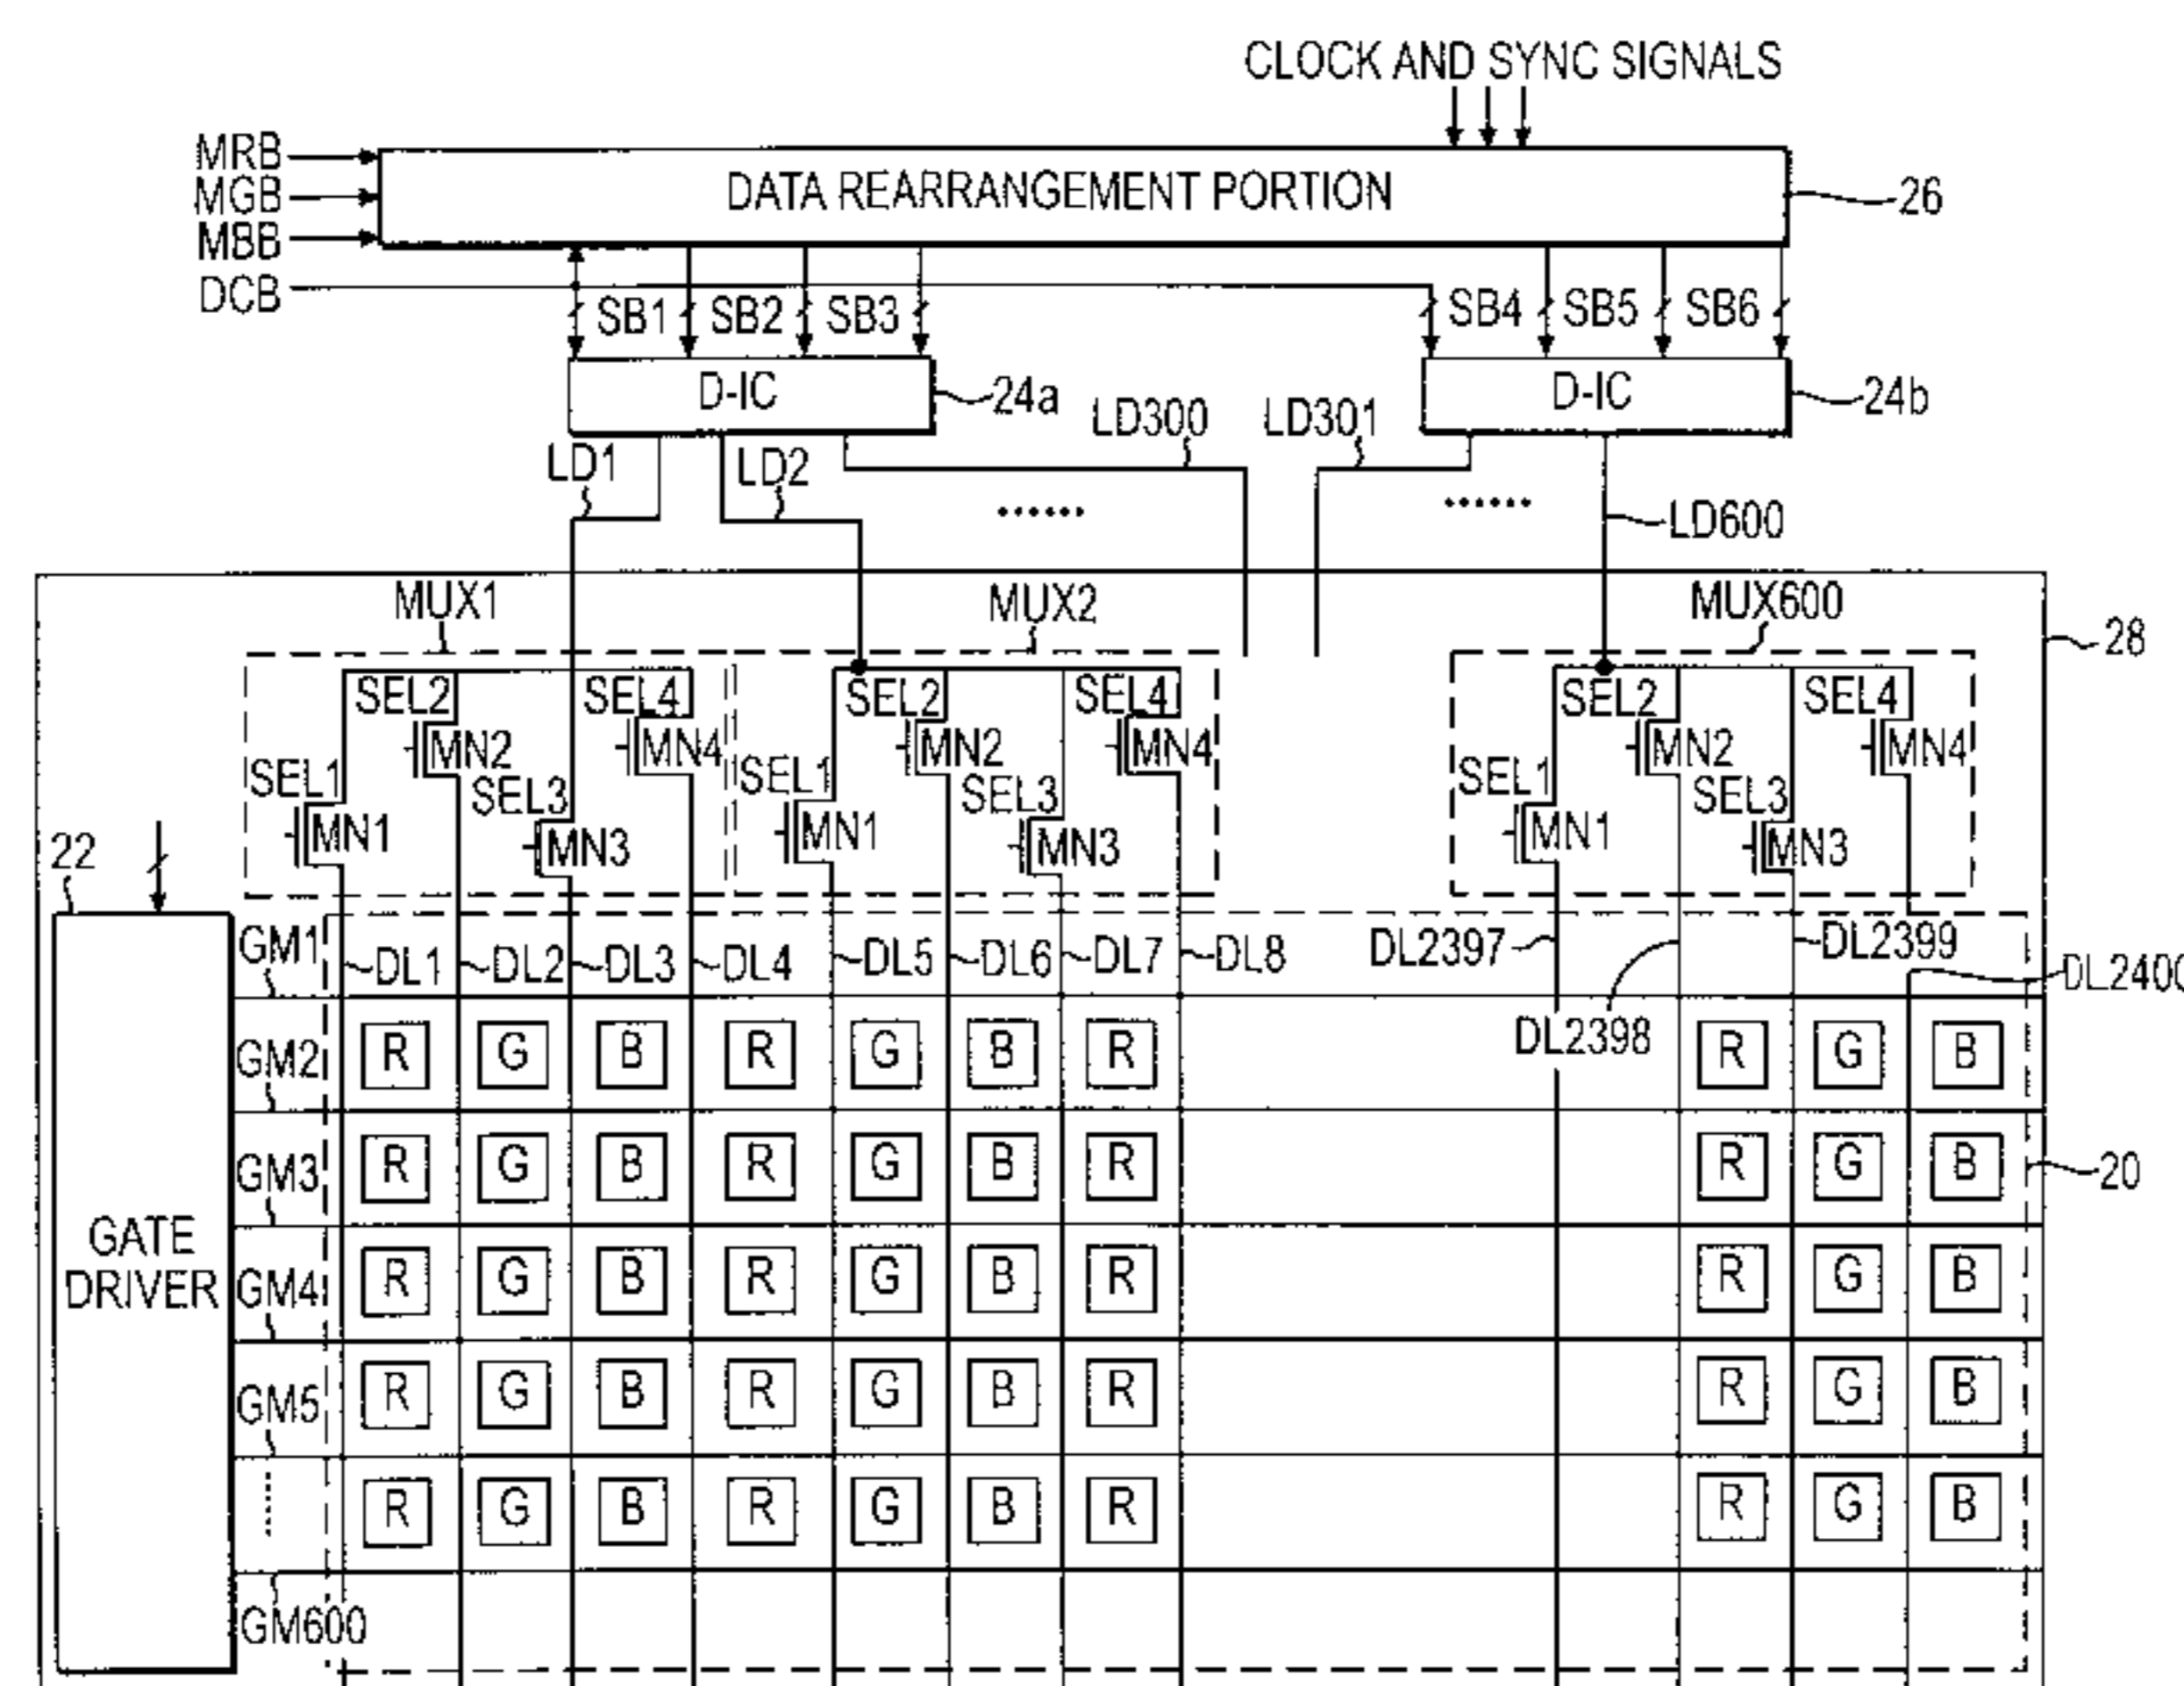 CLOCK AND SYNC SIGNALS
MRB
MGB
MBB
DCB
DATA REARRANGEMENT PORTION
26
SB1 SB2 SB3 SB4 SB5 SB6
D-IC
24a
D-IC
24b
LD1 LD2 LD300 LD301
......
......
LD600
MUX1 MUX2 MUX600
28
SEL2 SEL4 SEL2 SEL4 SEL2 SEL4
MN2 MN4 MN2 MN4 MN2 MN4
SEL1 SEL3 SEL1 SEL3 SEL1 SEL3
MN1 MN3 MN1 MN3 MN1 MN3
22
GM1
DL1 DL2 DL3 DL4 DL5 DL6 DL7 DL8 DL2397 DL2399
DL240
DL2398
GM2 R G B R G B R R G B
GM3 R G B R G B R R G B
20
GATE
DRIVER
GM4 R G B R G B R R G B
GM5 R G B R G B R R G B
R G B R G B R R G B
GM600